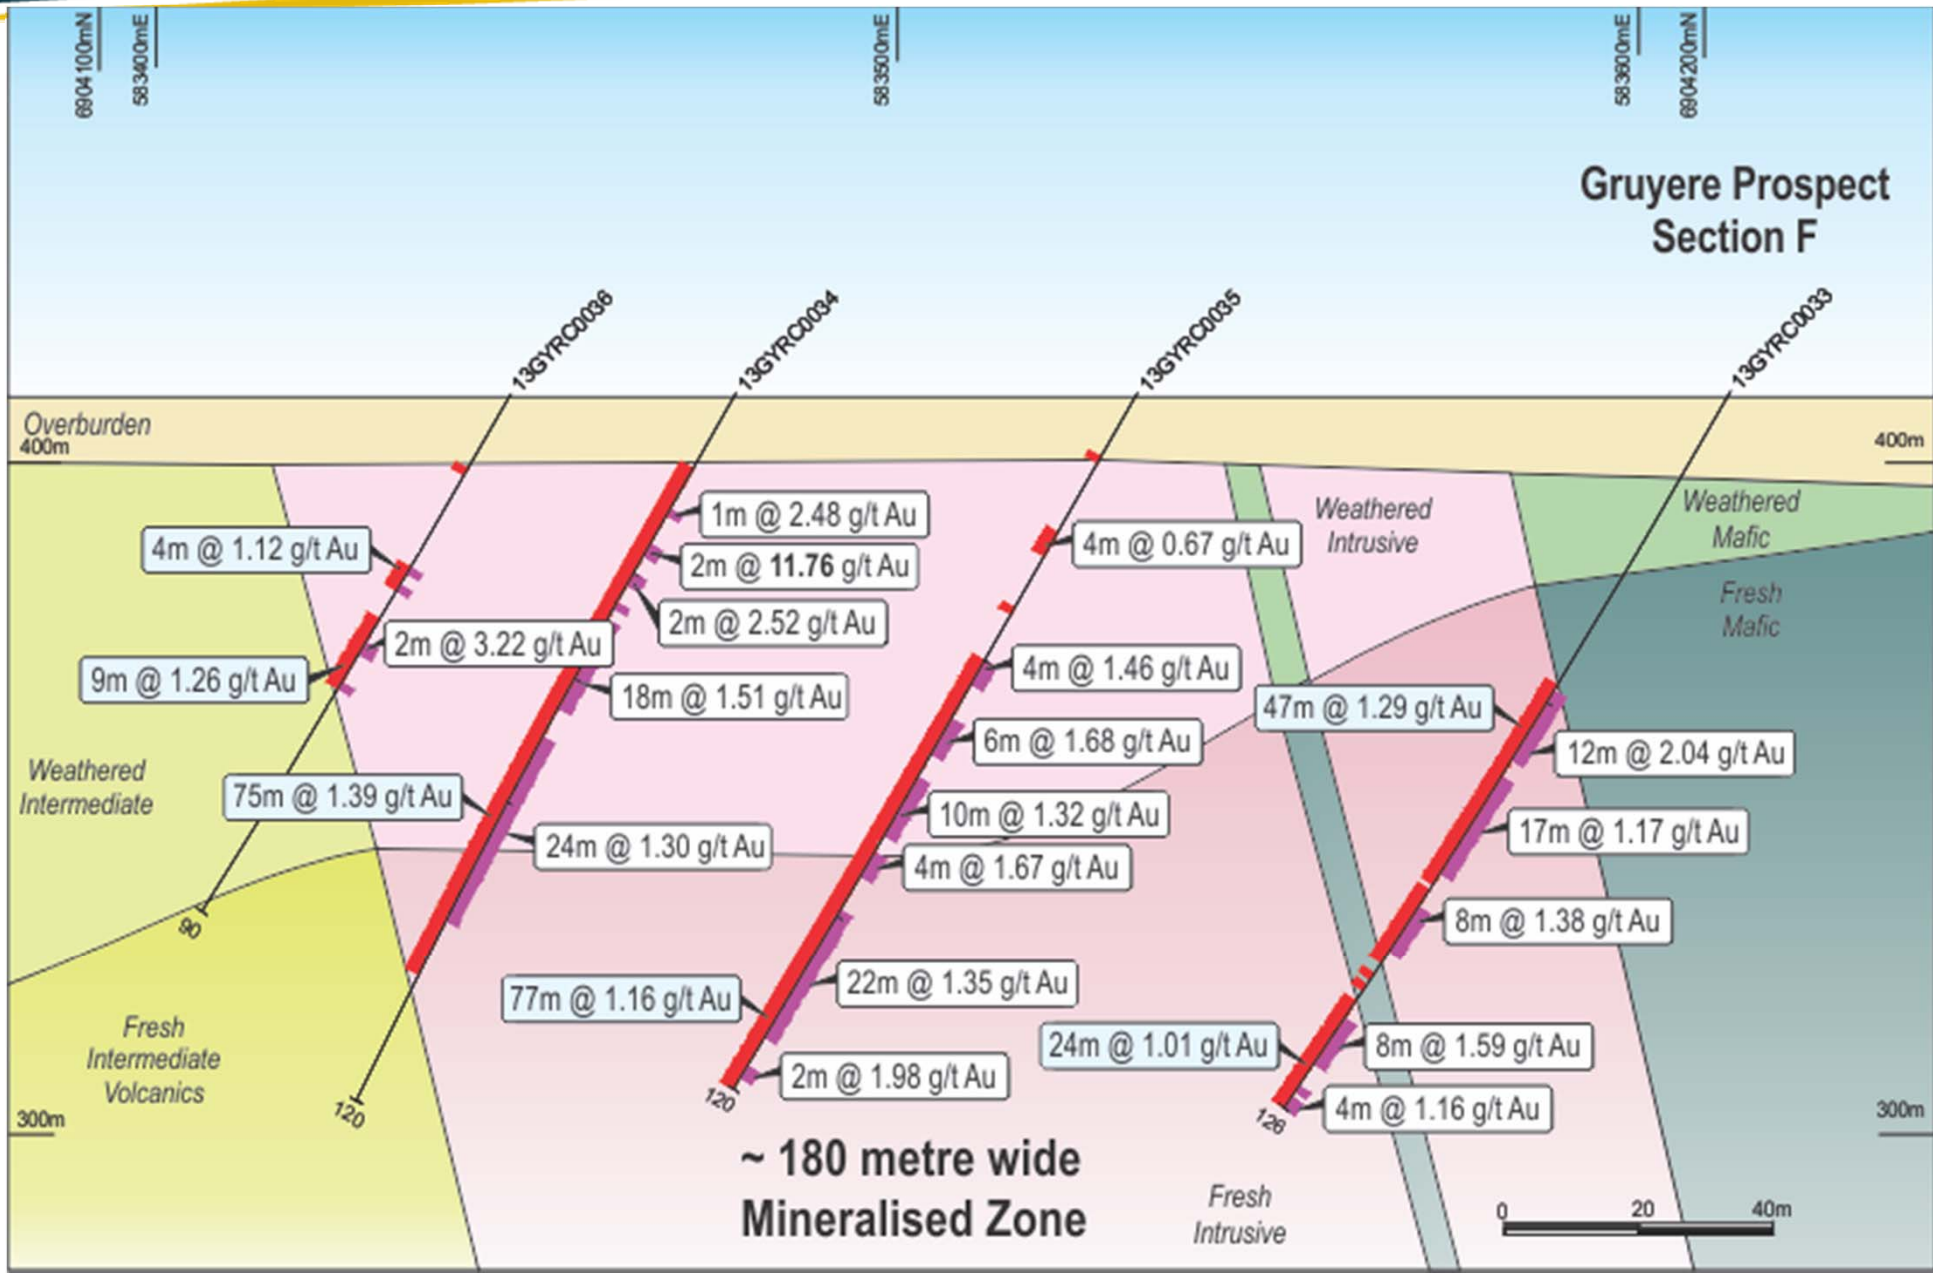 6904100mN
583400mE
583500mE
583600mE
6904200mN
Gruyere Prospect
Section F
13GYRC0036
13GYRC0034
13GYRC0035
13GYRC0033
Overburden
400m
400m
Weathered
Intrusive
Weathered
Mafic
Fresh
Mafic
1m @ 2.48 g/t Au
4m @ 1.12 g/t Au
2m @ 11.76 g/t Au
4m @ 0.67 g/t Au
2m @ 2.52 g/t Au
2m @ 3.22 g/t Au
9m @ 1.26 g/t Au
18m @ 1.51 g/t Au
4m @ 1.46 g/t Au
47m @ 1.29 g/t Au
6m @ 1.68 g/t Au
12m @ 2.04 g/t Au
Weathered
Intermediate
75m @ 1.39 g/t Au
10m @ 1.32 g/t Au
17m @ 1.17 g/t Au
24m @ 1.30 g/t Au
4m @ 1.67 g/t Au
90
8m @ 1.38 g/t Au
22m @ 1.35 g/t Au
77m @ 1.16 g/t Au
Fresh
Intermediate
Volcanics
24m @ 1.01 g/t Au
8m @ 1.59 g/t Au
2m @ 1.98 g/t Au
4m @ 1.16 g/t Au
120
120
126
300m
300m
~ 180 metre wide
Mineralised Zone
Fresh
Intrusive
0 20 40m